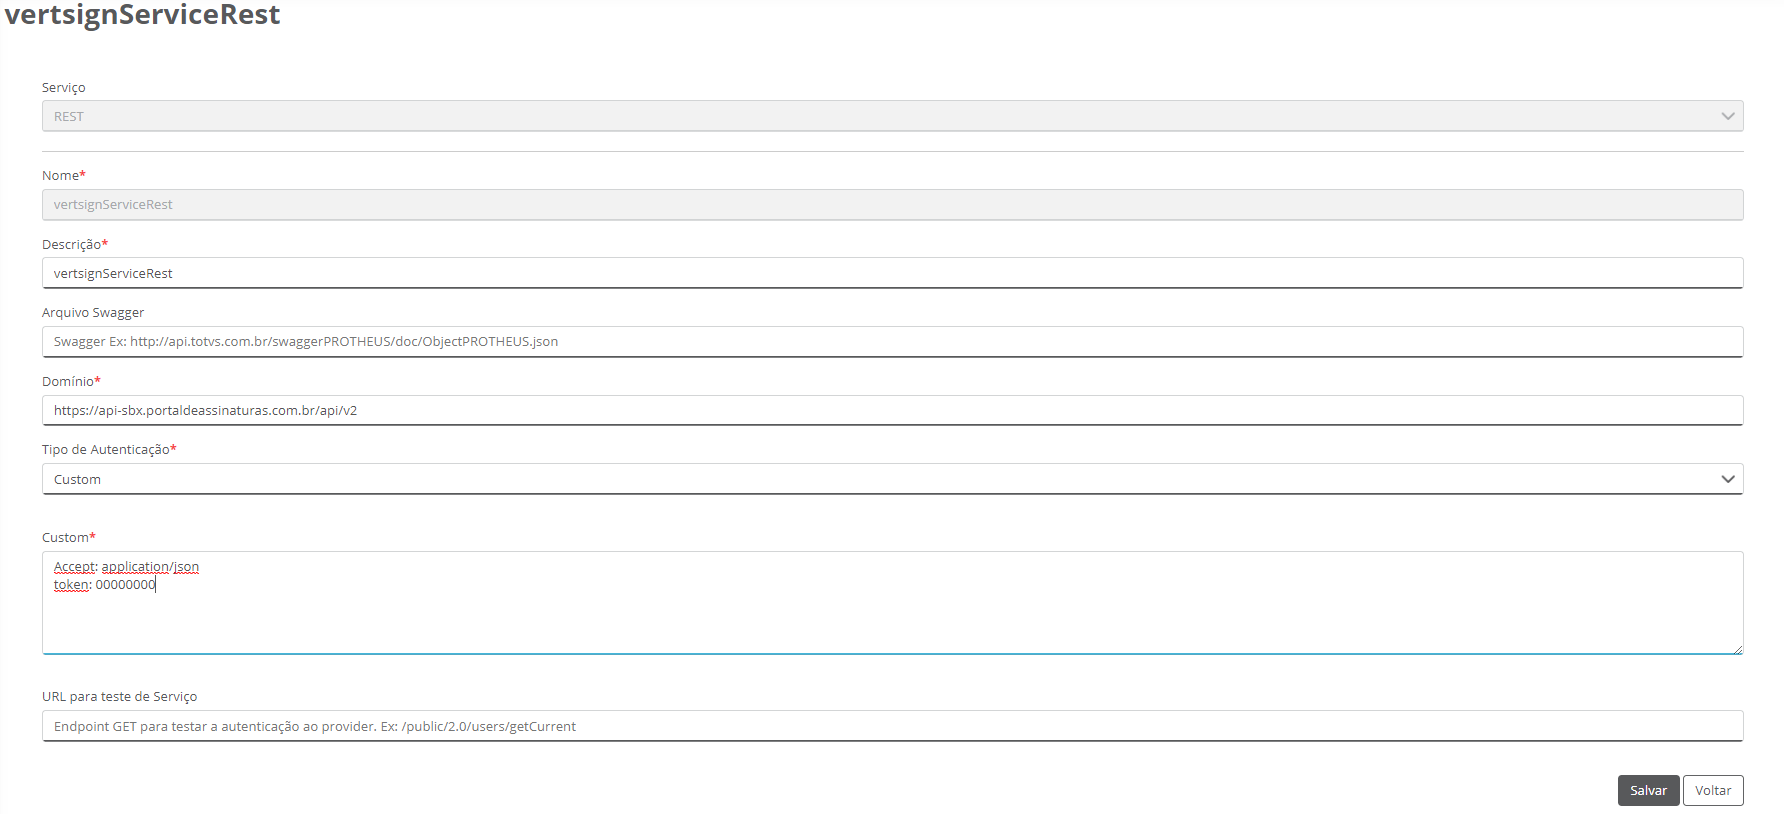 vertsignServiceRest
Serviço
REST
Nome*
vertsignServiceRest
Descrição*
vertsignServiceRest
Arquivo Swagger
Swagger Ex: http://api.totvs.com.br/swaggerPROTHEUS/doc/ObjectPROTHEUS.json
Domínio*
https://api-sbx.portaldeassinaturas.com.br/api/v2
Tipo de Autenticação*
Custom
Custom*
Accept: application/json
token: 00000000
URL para teste de Serviço
Endpoint GET para testar a autenticação ao provider. Ex: /public/2.0/users/getCurrent
Salvar Voltar